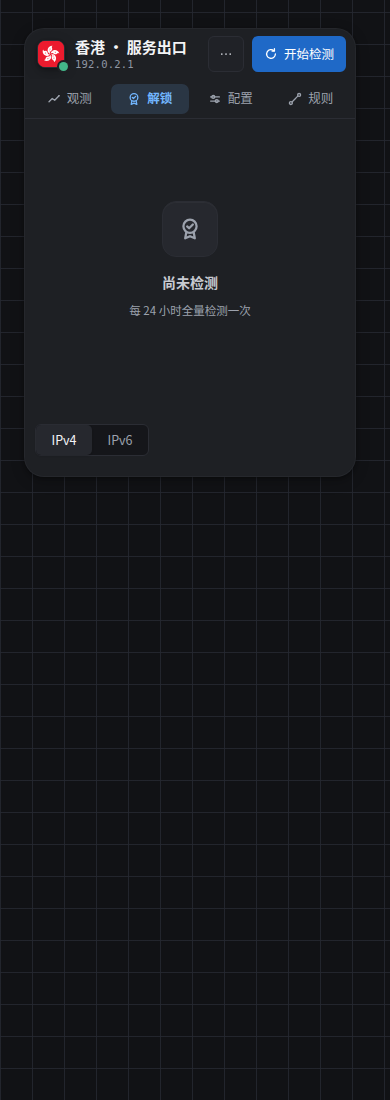 香港 · 服务出口
192.0.2.1
...
开始检测
观测
解锁
配置
规则
尚未检测
每 24 小时全量检测一次
IPv4
IPv6